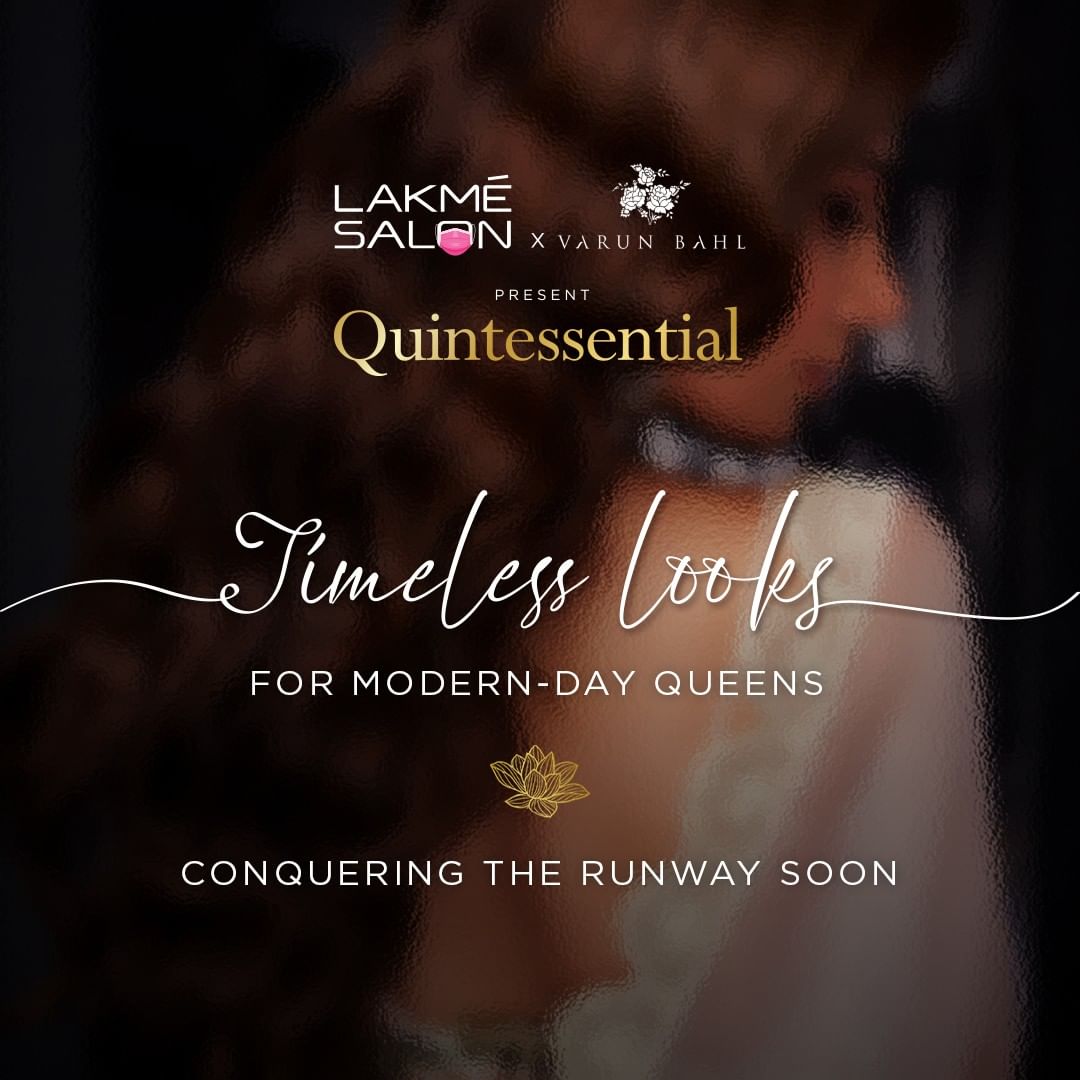 LAKMÉ
SALON X VARUN BAHL
PRESENT
Quintessential
Timeless looks
FOR MODERN-DAY QUEENS
CONQUERING THE RUNWAY SOON